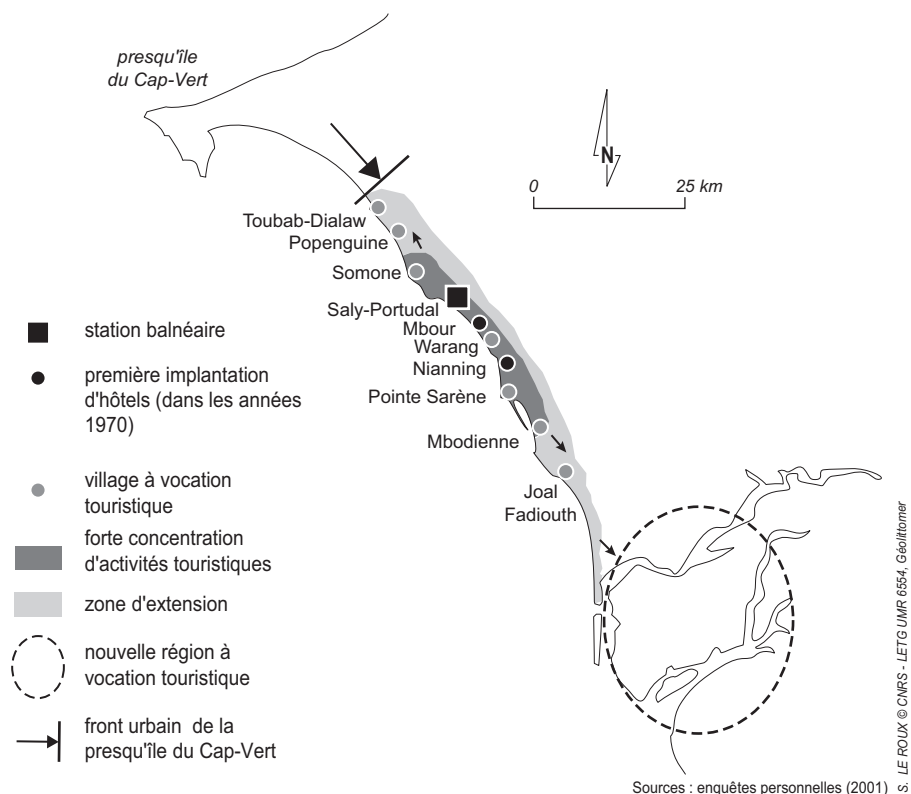 presqu'île
du Cap-Vert
N
0
25 km
Toubab-Dialaw
Popenguine
Somone
Saly-Portudal
Mbour
Warang
Nianning
Pointe Sarène
Mbodienne
Joal
Fadiouth
station balnéaire
première implantation
d'hôtels (dans les années
1970)
village à vocation
touristique
forte concentration
d'activités touristiques
zone d'extension
nouvelle région à
vocation touristique
front urbain de la
presqu'île du Cap-Vert
Sources : enquêtes personnelles (2001)
S. LE ROUX © CNRS - LETG UMR 6554, Géolittomer